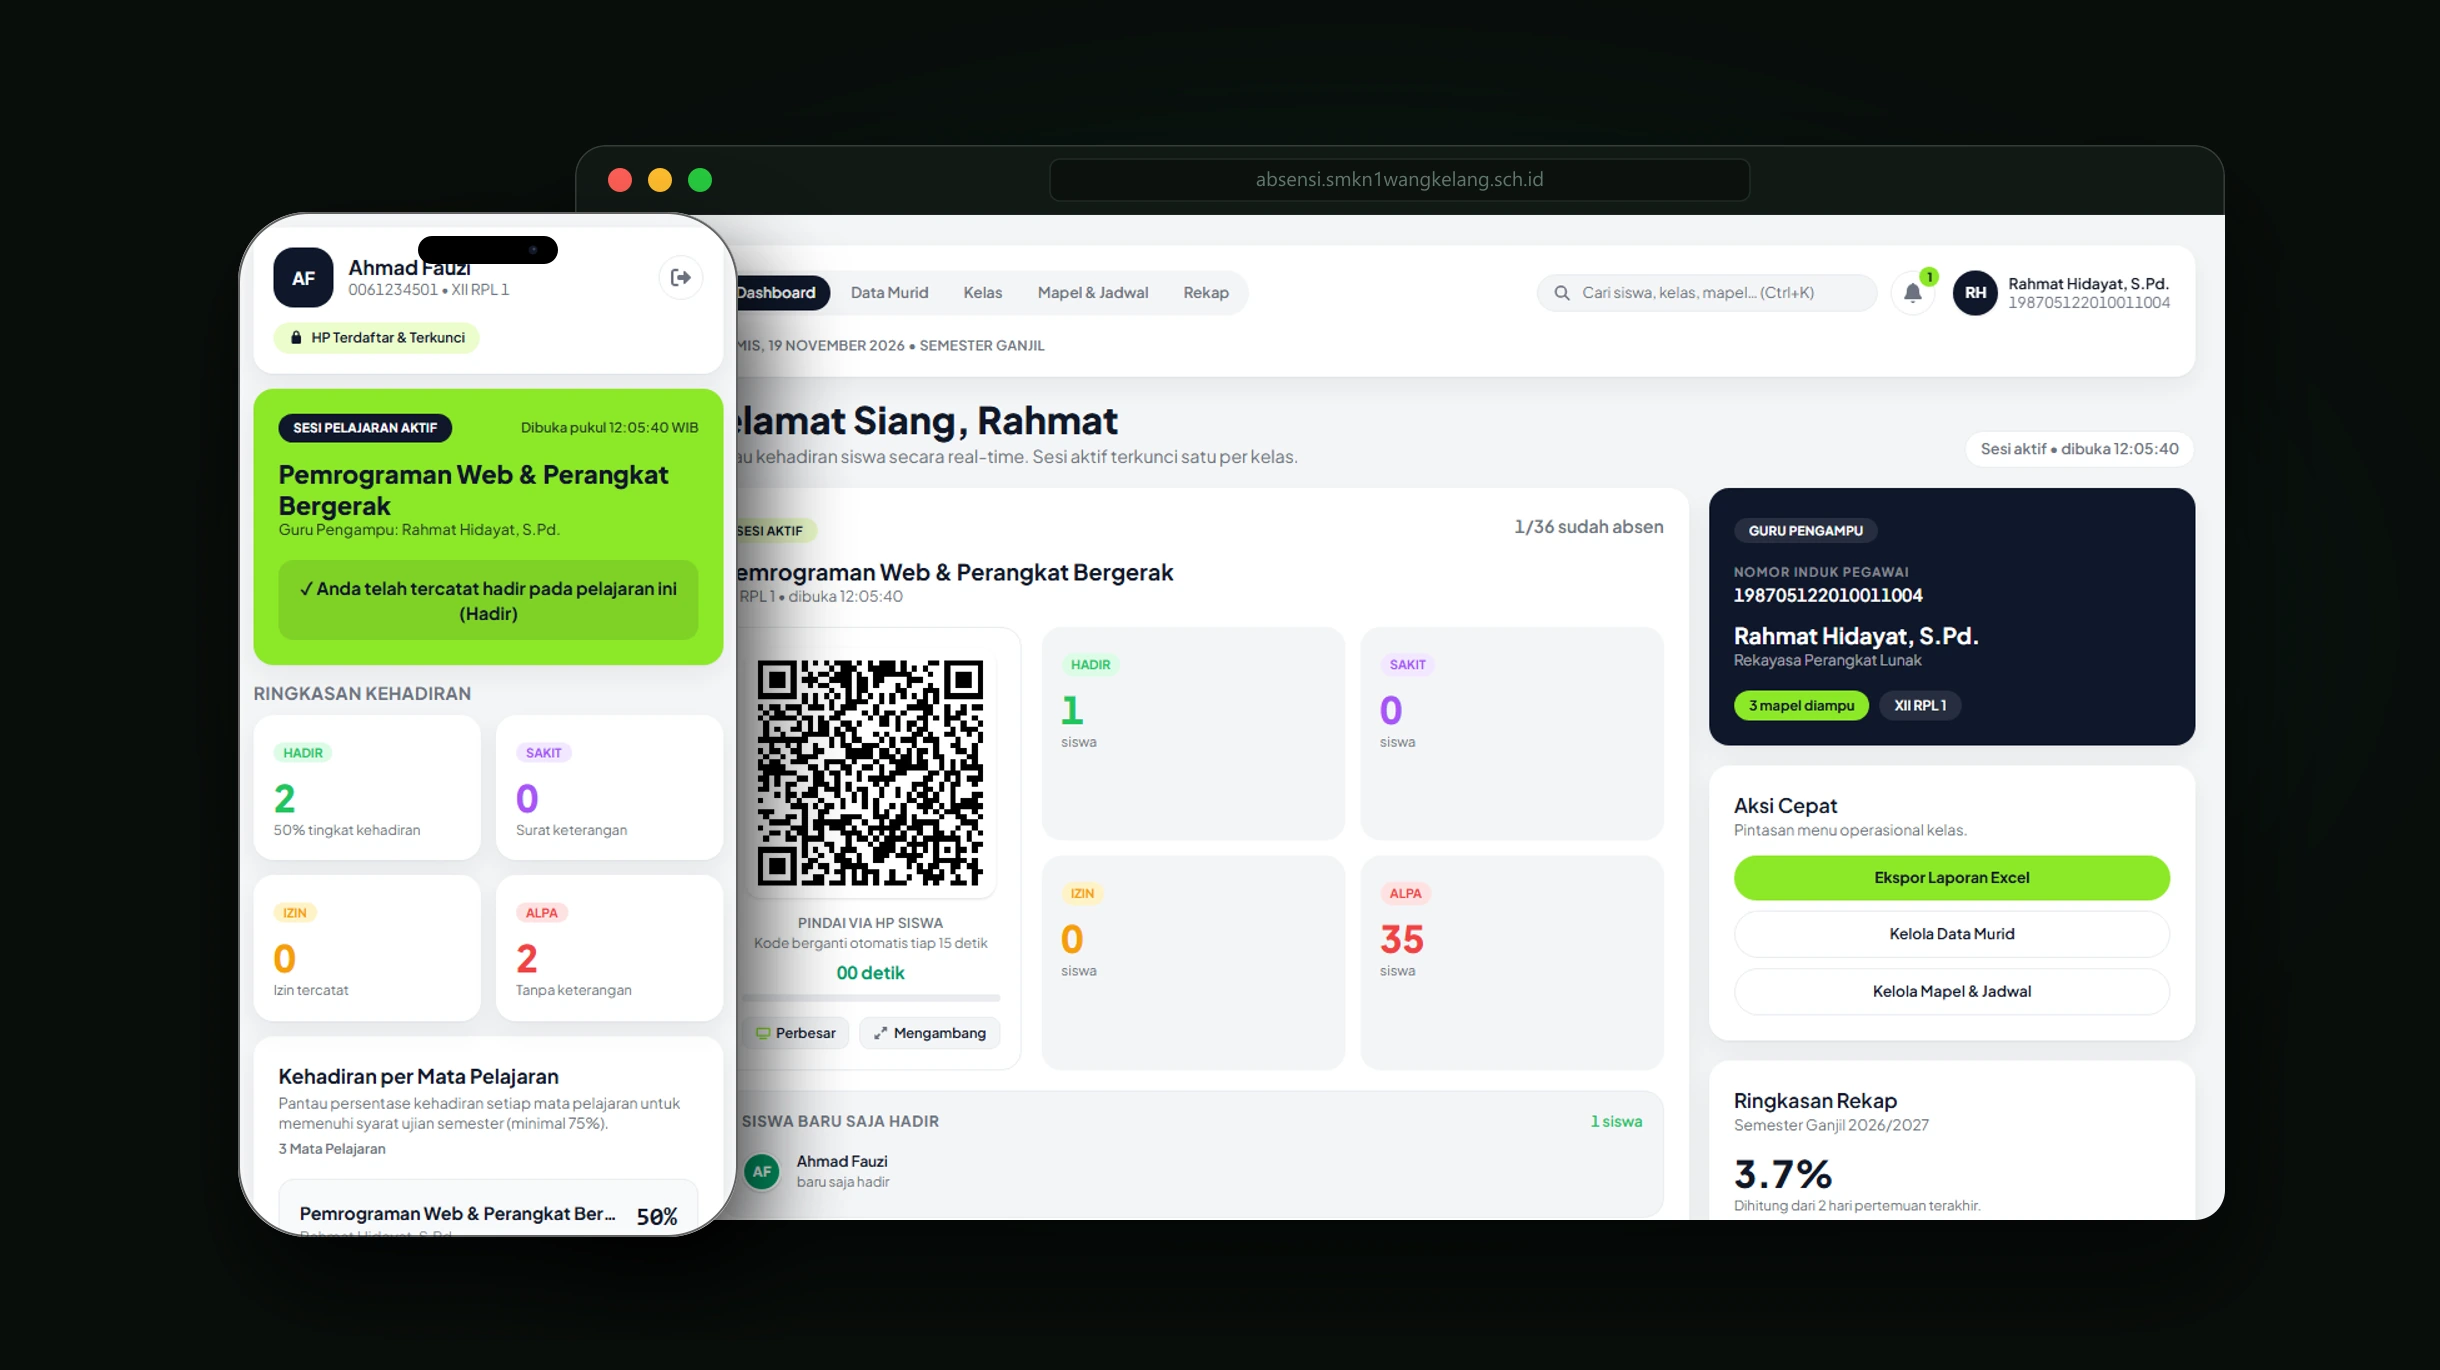 absensi.smkn1wangkelang.sch.id
AF
Ahmad Fauzi
0061234501 • XII RPL 1
HP Terdaftar & Terkunci
SESI PELAJARAN AKTIF
Dibuka pukul 12:05:40 WIB
Pemrograman Web & Perangkat
Bergerak
Guru Pengampu: Rahmat Hidayat, S.Pd.
✓ Anda telah tercatat hadir pada pelajaran ini
(Hadir)
RINGKASAN KEHADIRAN
HADIR
2
50% tingkat kehadiran
SAKIT
0
Surat keterangan
IZIN
0
Izin tercatat
ALPA
2
Tanpa keterangan
Kehadiran per Mata Pelajaran
Pantau persentase kehadiran setiap mata pelajaran untuk
memenuhi syarat ujian semester (minimal 75%).
3 Mata Pelajaran
Pemrograman Web & Perangkat Ber...
50%
Dashboard
Data Murid
Kelas
Mapel & Jadwal
Rekap
Cari siswa, kelas, mapel... (Ctrl+K)
1
RH
Rahmat Hidayat, S.Pd.
198705122010011004
MIS, 19 NOVEMBER 2026 • SEMESTER GANJIL
elamat Siang, Rahmat
au kehadiran siswa secara real-time. Sesi aktif terkunci satu per kelas.
Sesi aktif • dibuka 12:05:40
SESI AKTIF
1/36 sudah absen
emrograman Web & Perangkat Bergerak
RPL 1 • dibuka 12:05:40
PINDAI VIA HP SISWA
Kode berganti otomatis tiap 15 detik
00 detik
Perbesar
Mengambang
HADIR
1
siswa
SAKIT
0
siswa
IZIN
0
siswa
ALPA
35
siswa
SISWA BARU SAJA HADIR
1 siswa
AF
Ahmad Fauzi
baru saja hadir
GURU PENGAMPU
NOMOR INDUK PEGAWAI
198705122010011004
Rahmat Hidayat, S.Pd.
Rekayasa Perangkat Lunak
3 mapel diampu
XII RPL 1
Aksi Cepat
Pintasan menu operasional kelas.
Ekspor Laporan Excel
Kelola Data Murid
Kelola Mapel & Jadwal
Ringkasan Rekap
Semester Ganjil 2026/2027
3.7%
Dihitung dari 2 hari pertemuan terakhir.